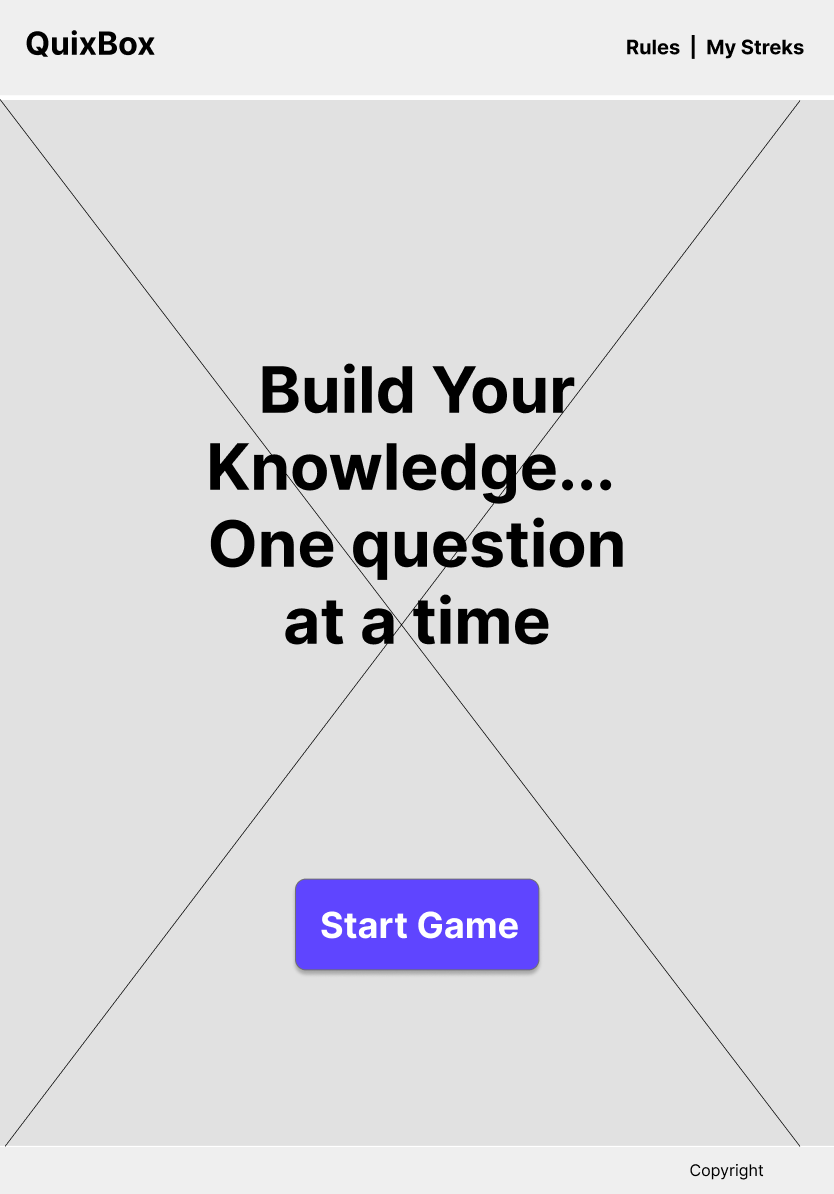 QuixBox
Rules | My Streks
Build Your
Knowledge...
One question
at a time
Start Game
Copyright